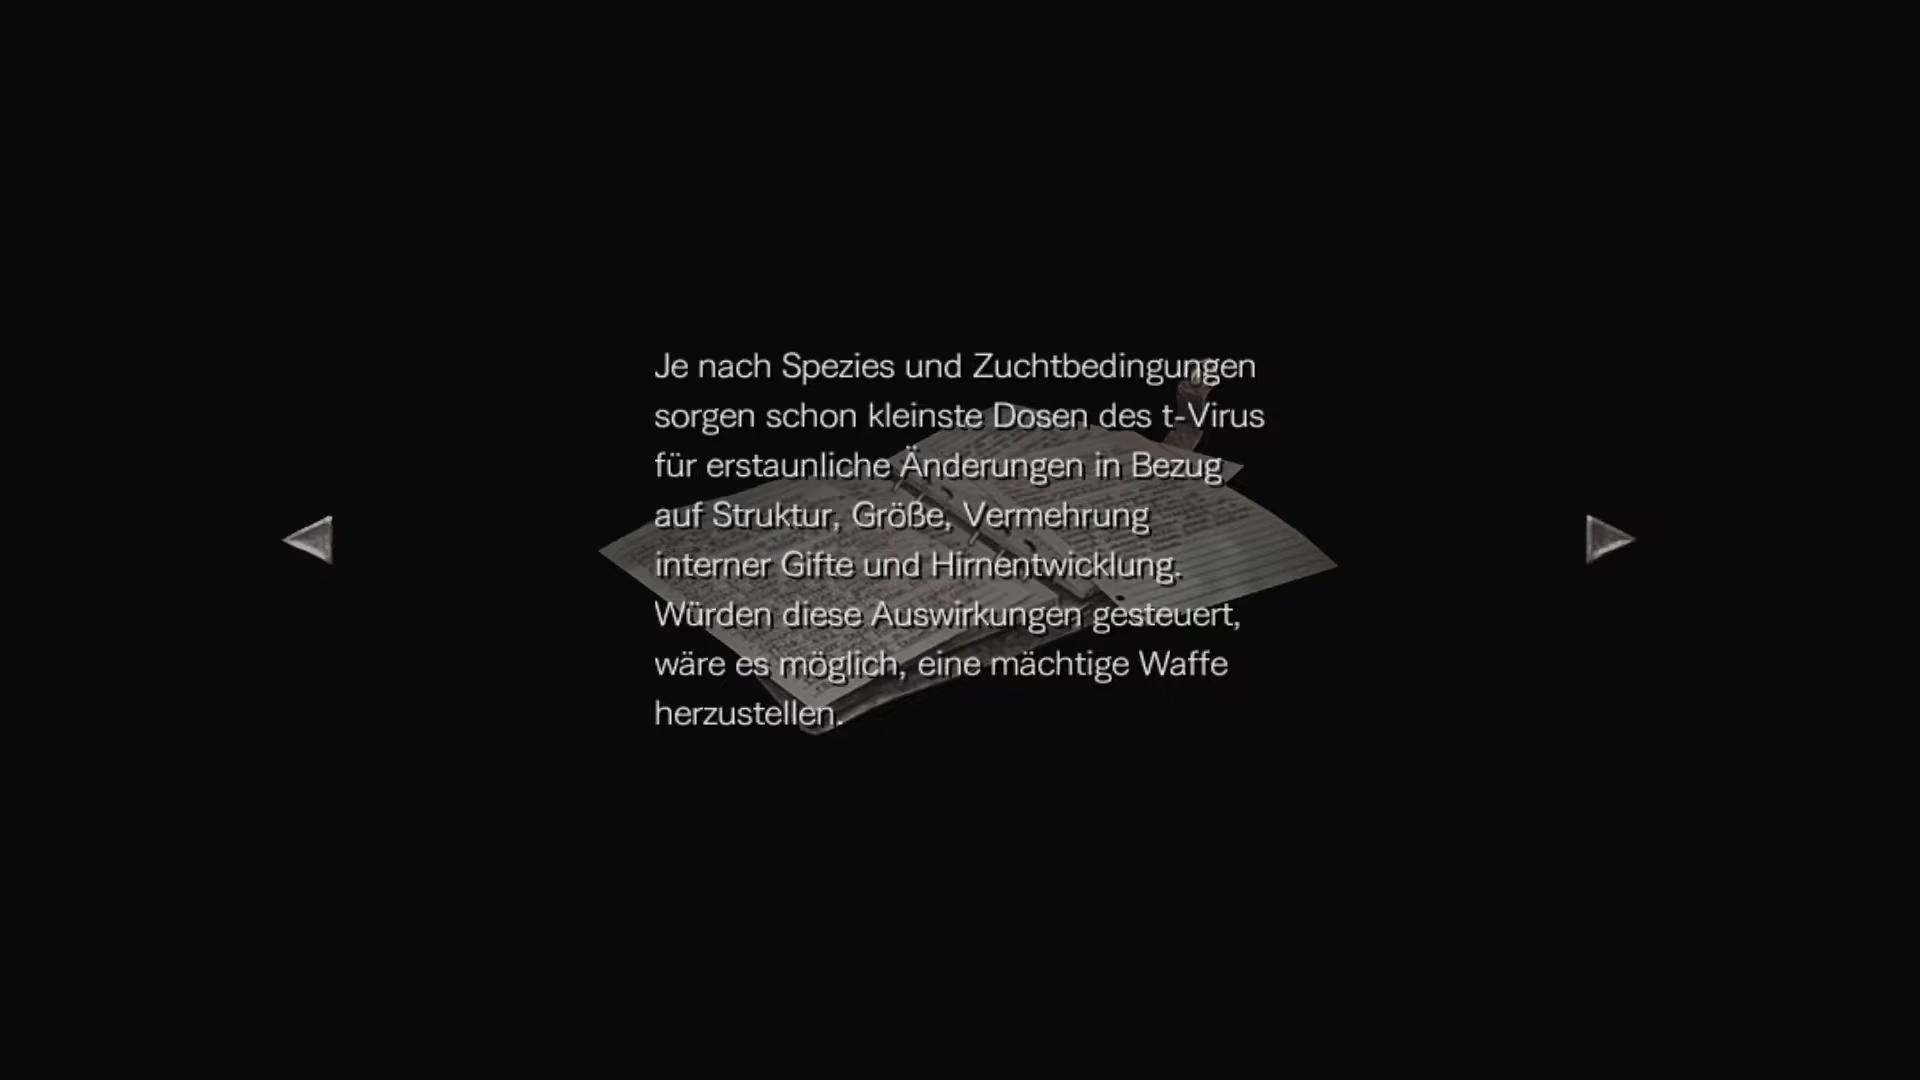 Je nach Spezies und Zuchtbedingungen
sorgen schon kleinste Dosen des t-Virus
für erstaunliche Änderungen in Bezug
auf Struktur, Größe, Vermehrung
interner Gifte und Hirnentwicklung.
Würden diese Auswirkungen gesteuert,
wäre es möglich, eine mächtige Waffe
herzustellen.